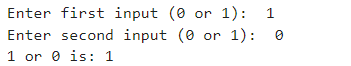 Enter first input (0 or 1):  1
Enter second input (0 or 1):  0
1 or 0 is: 1